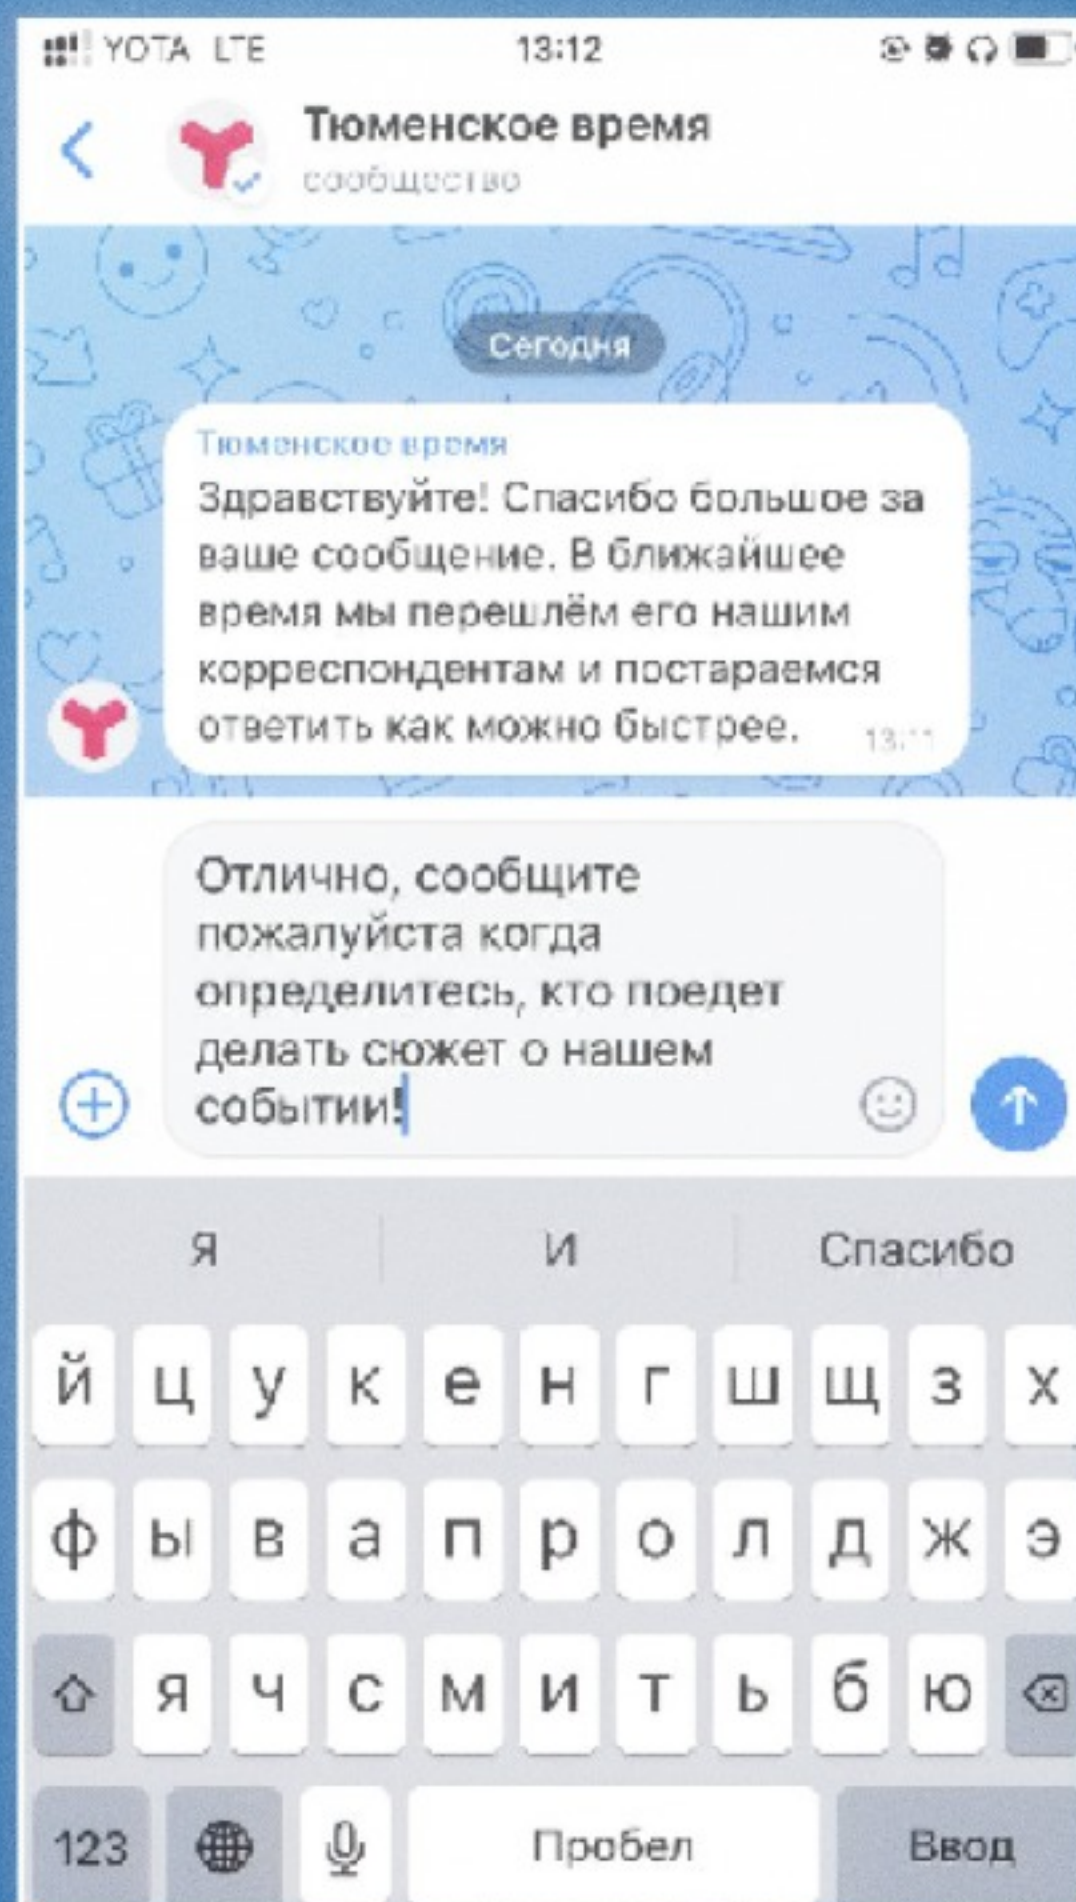 YOTA LTE 13:12
Тюменское время
сообщество
Сегодня
Тюменское время
Здравствуйте! Спасибо большое за
ваше сообщение. В ближайшее
время мы перешлём его нашим
корреспондентам и постараемся
ответить как можно быстрее.
13:11
Отлично, сообщите
пожалуйста когда
определитесь, кто поедет
делать сюжет о нашем
событии!
Я И Спасибо
й ц у к е н г ш щ з х
ф ы в а п р о л д ж э
я ч с м и т ь б ю
123 Пробел Ввод